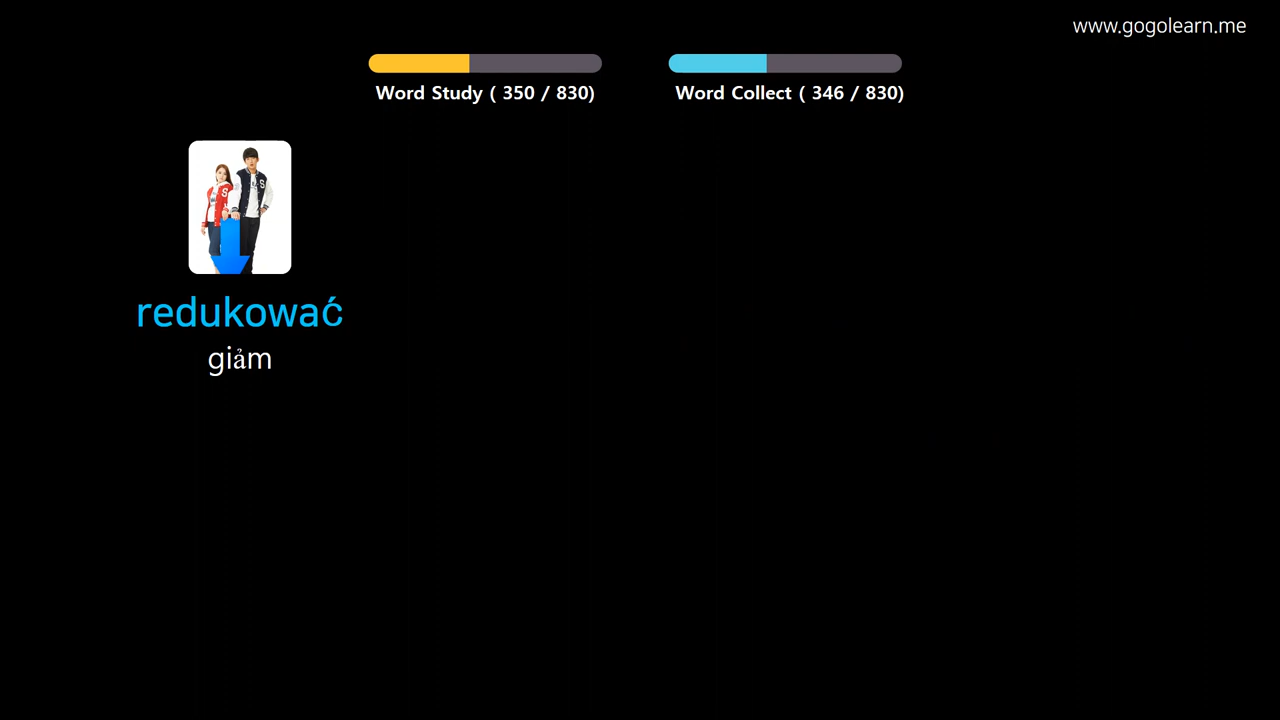 www.gogolearn.me
Word Study ( 350 / 830)
Word Collect ( 346 / 830)
S
S
redukować
giảm